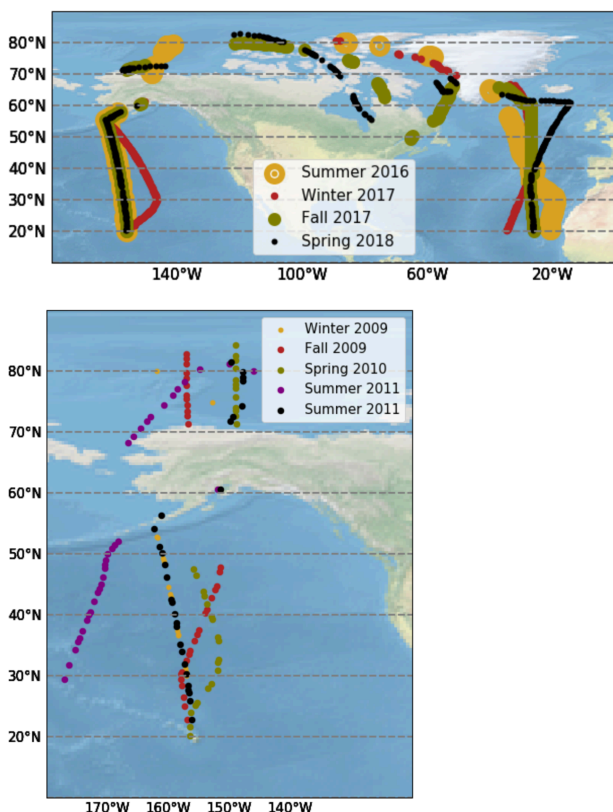 80°N
70°N
60°N
50°N
40°N
30°N
20°N
Summer 2016
Winter 2017
Fall 2017
Spring 2018
140°W 100°W 60°W 20°W
80°N
70°N
60°N
50°N
40°N
30°N
20°N
Winter 2009
Fall 2009
Spring 2010
Summer 2011
Summer 2011
170°W 160°W 150°W 140°W